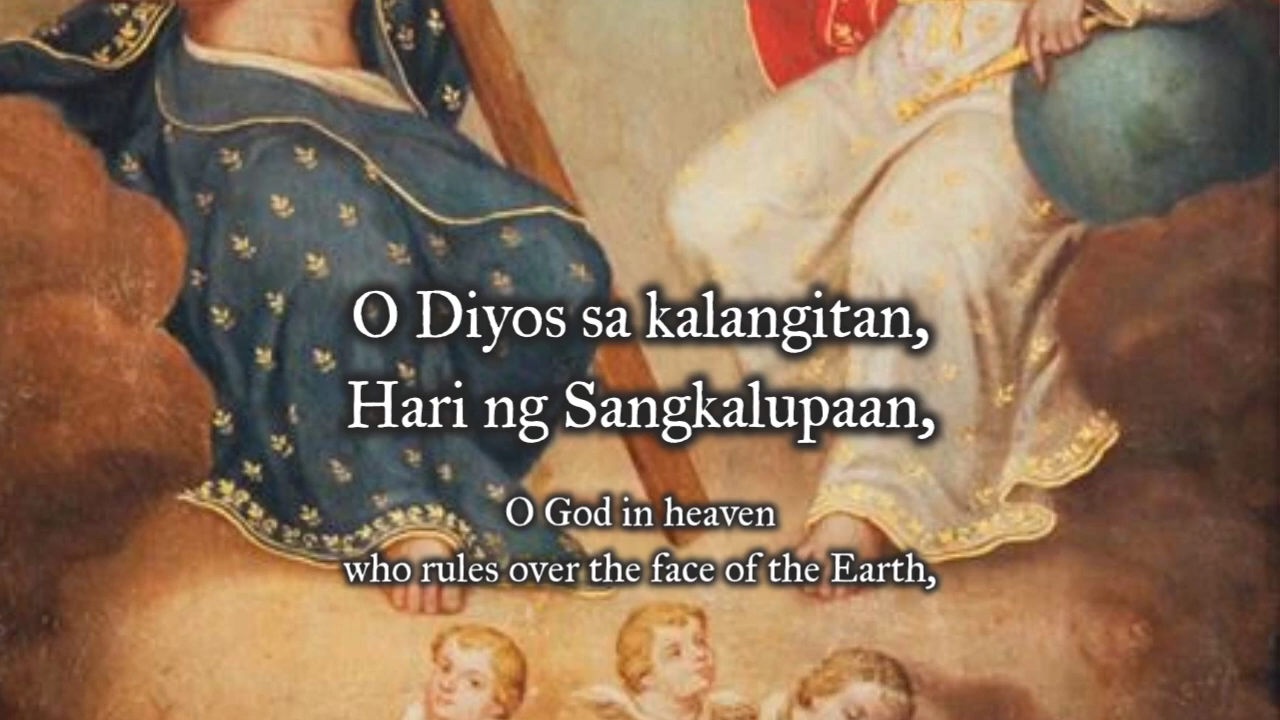 O Diyos sa kalangitan,
Hari ng Sangkalupaan,
O God in heaven
who rules over the face of the Earth,